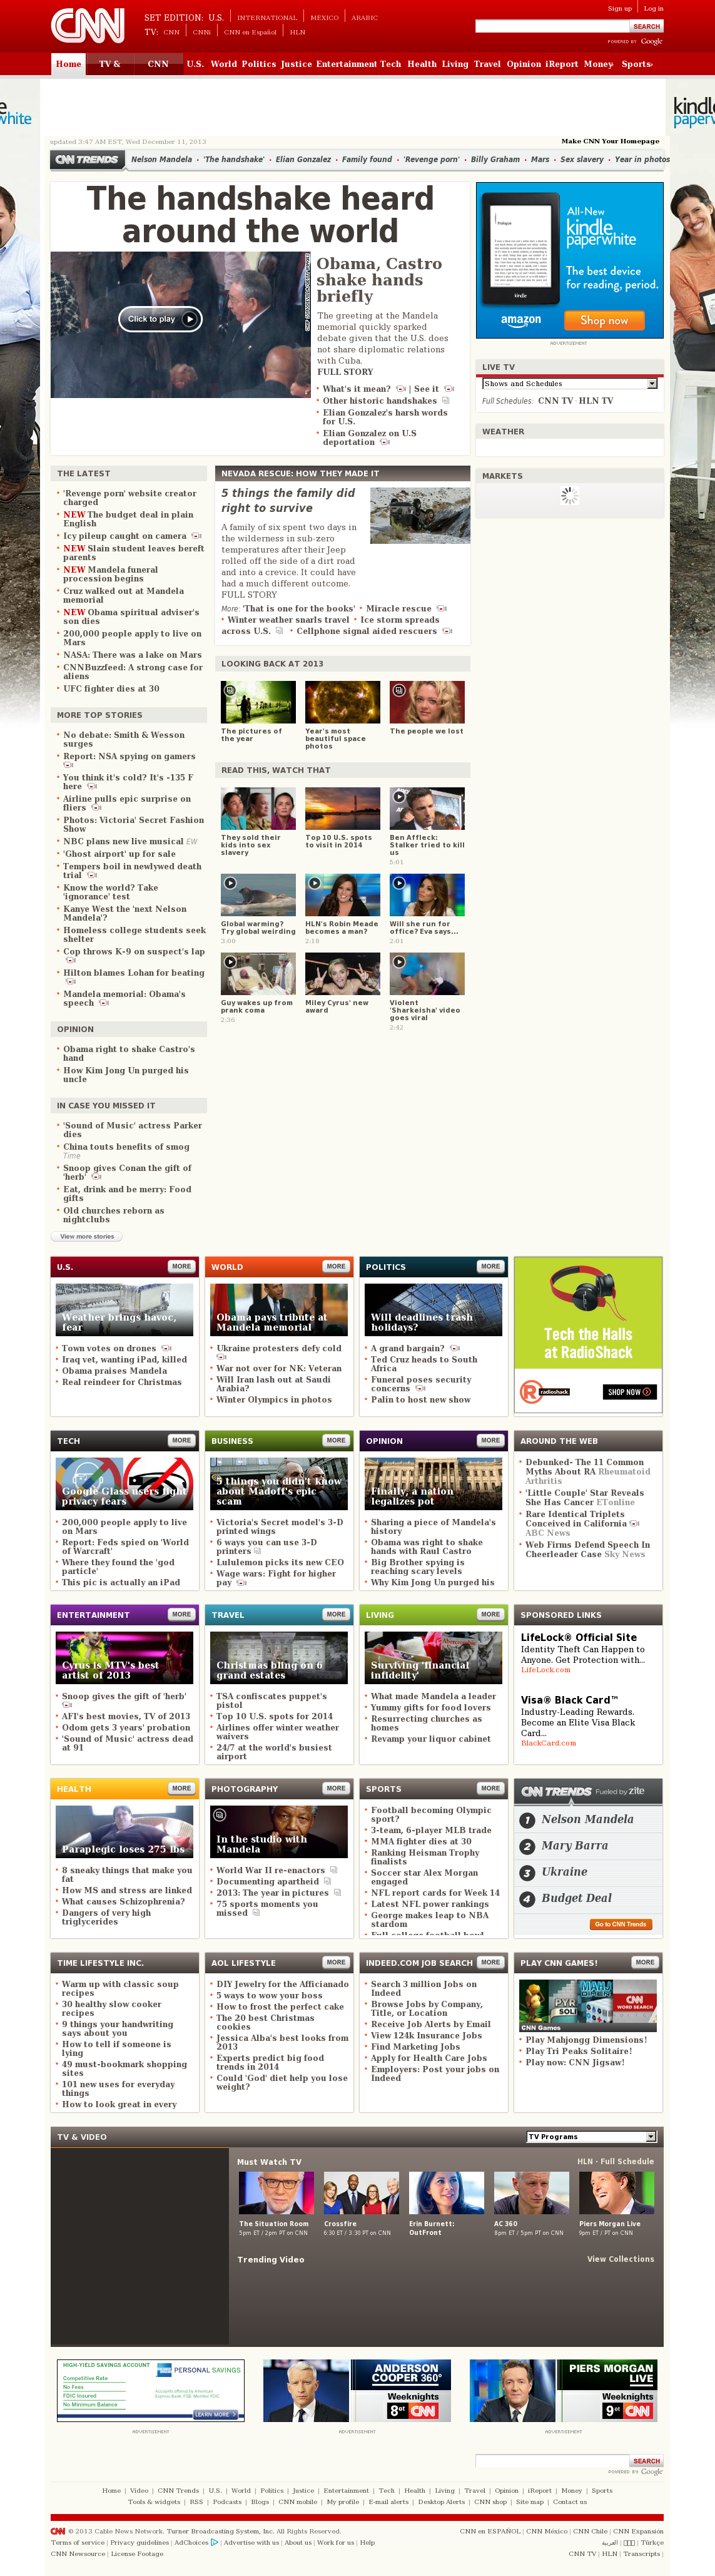 CNN
SET EDITION: U.S. INTERNATIONAL MÉXICO ARABIC
TV: CNN CNNi CNN en Español HLN
Sign up Log in
SEARCH
POWERED BY Google
Home TV & CNN U.S. World Politics Justice Entertainment Tech Health Living Travel Opinion iReport Money Sports
kindle paperwhite
updated 3:47 AM EST, Wed December 11, 2013
Make CNN Your Homepage
CNN TRENDS Nelson Mandela • 'The handshake' • Elian Gonzalez • Family found • 'Revenge porn' • Billy Graham • Mars • Sex slavery • Year in photos
The handshake heard around the world
Click to play
Obama, Castro shake hands briefly
The greeting at the Mandela memorial quickly sparked debate given that the U.S. does not share diplomatic relations with Cuba.
FULL STORY
What's it mean? | See it
Other historic handshakes
Elian Gonzalez's harsh words for U.S.
Elian Gonzalez on U.S deportation
All-New
kindle paperwhite
The best device for reading, period.
amazon
Shop now
ADVERTISEMENT
LIVE TV
Shows and Schedules
Full Schedules: CNN TV · HLN TV
WEATHER
MARKETS
THE LATEST
'Revenge porn' website creator charged
NEW The budget deal in plain English
Icy pileup caught on camera
NEW Slain student leaves bereft parents
NEW Mandela funeral procession begins
Cruz walked out at Mandela memorial
NEW Obama spiritual adviser's son dies
200,000 people apply to live on Mars
NASA: There was a lake on Mars
CNNBuzzfeed: A strong case for aliens
UFC fighter dies at 30
MORE TOP STORIES
No debate: Smith & Wesson surges
Report: NSA spying on gamers
You think it's cold? It's -135 F here
Airline pulls epic surprise on fliers
Photos: Victoria' Secret Fashion Show
NBC plans new live musical EW
'Ghost airport' up for sale
Tempers boil in newlywed death trial
Know the world? Take 'ignorance' test
Kanye West the 'next Nelson Mandela'?
Homeless college students seek shelter
Cop throws K-9 on suspect's lap
Hilton blames Lohan for beating
Mandela memorial: Obama's speech
OPINION
Obama right to shake Castro's hand
How Kim Jong Un purged his uncle
IN CASE YOU MISSED IT
'Sound of Music' actress Parker dies
China touts benefits of smog Time
Snoop gives Conan the gift of 'herb'
Eat, drink and be merry: Food gifts
Old churches reborn as nightclubs
View more stories
NEVADA RESCUE: HOW THEY MADE IT
5 things the family did right to survive
A family of six spent two days in the wilderness in sub-zero temperatures after their Jeep rolled off the side of a dirt road and into a crevice. It could have had a much different outcome.
FULL STORY
More: 'That is one for the books' • Miracle rescue
• Winter weather snarls travel • Ice storm spreads across U.S. • Cellphone signal aided rescuers
LOOKING BACK AT 2013
The pictures of the year
Year's most beautiful space photos
The people we lost
READ THIS, WATCH THAT
They sold their kids into sex slavery
Top 10 U.S. spots to visit in 2014
Ben Affleck: Stalker tried to kill us
5:01
Global warming? Try global weirding
3:00
HLN's Robin Meade becomes a man?
2:18
Will she run for office? Eva says...
2:01
Guy wakes up from prank coma
2:36
Miley Cyrus' new award
Violent 'Sharkeisha' video goes viral
2:42
U.S. MORE
Weather brings havoc, fear
Town votes on drones
Iraq vet, wanting iPad, killed
Obama praises Mandela
Real reindeer for Christmas
WORLD MORE
Obama pays tribute at Mandela memorial
Ukraine protesters defy cold
War not over for NK: Veteran
Will Iran lash out at Saudi Arabia?
Winter Olympics in photos
POLITICS MORE
Will deadlines trash holidays?
A grand bargain?
Ted Cruz heads to South Africa
Funeral poses security concerns
Palin to host new show
Tech the Halls at RadioShack
radioshack
SHOP NOW
TECH MORE
Google Glass users fight privacy fears
200,000 people apply to live on Mars
Report: Feds spied on 'World of Warcraft'
Where they found the 'god particle'
This pic is actually an iPad
BUSINESS MORE
5 things you didn't know about Madoff's epic scam
Victoria's Secret model's 3-D printed wings
6 ways you can use 3-D printers
Lululemon picks its new CEO
Wage wars: Fight for higher pay
OPINION MORE
Finally, a nation legalizes pot
Sharing a piece of Mandela's history
Obama was right to shake hands with Raul Castro
Big Brother spying is reaching scary levels
Why Kim Jong Un purged his
AROUND THE WEB
Debunked- The 11 Common Myths About RA Rheumatoid Arthritis
'Little Couple' Star Reveals She Has Cancer ETonline
Rare Identical Triplets Conceived in California ABC News
Web Firms Defend Speech In Cheerleader Case Sky News
ENTERTAINMENT MORE
Cyrus is MTV's best artist of 2013
Snoop gives the gift of 'herb'
AFI's best movies, TV of 2013
Odom gets 3 years' probation
'Sound of Music' actress dead at 91
TRAVEL MORE
Christmas bling on 6 grand estates
TSA confiscates puppet's pistol
Top 10 U.S. spots for 2014
Airlines offer winter weather waivers
24/7 at the world's busiest airport
LIVING MORE
Surviving 'financial infidelity'
What made Mandela a leader
Yummy gifts for food lovers
Resurrecting churches as homes
Revamp your liquor cabinet
SPONSORED LINKS
LifeLock® Official Site
Identity Theft Can Happen to Anyone. Get Protection with...
LifeLock.com
Visa® Black Card™
Industry-Leading Rewards. Become an Elite Visa Black Card...
BlackCard.com
HEALTH MORE
Paraplegic loses 275 lbs
8 sneaky things that make you fat
How MS and stress are linked
What causes Schizophrenia?
Dangers of very high triglycerides
PHOTOGRAPHY MORE
In the studio with Mandela
World War II re-enactors
Documenting apartheid
2013: The year in pictures
75 sports moments you missed
SPORTS MORE
Football becoming Olympic sport?
3-team, 6-player MLB trade
MMA fighter dies at 30
Ranking Heisman Trophy finalists
Soccer star Alex Morgan engaged
NFL report cards for Week 14
Latest NFL power rankings
George makes leap to NBA stardom
Full college football bowl
CNN TRENDS Fueled by zite
1 Nelson Mandela
2 Mary Barra
3 Ukraine
4 Budget Deal
Go to CNN Trends
TIME LIFESTYLE INC.
Warm up with classic soup recipes
30 healthy slow cooker recipes
9 things your handwriting says about you
How to tell if someone is lying
49 must-bookmark shopping sites
101 new uses for everyday things
How to look great in every
AOL LIFESTYLE MORE
DIY Jewelry for the Afficianado
5 ways to wow your boss
How to frost the perfect cake
The 20 best Christmas cookies
Jessica Alba's best looks from 2013
Experts predict big food trends in 2014
Could 'God' diet help you lose weight?
INDEED.COM JOB SEARCH MORE
Search 3 million Jobs on Indeed
Browse Jobs by Company, Title, or Location
Receive Job Alerts by Email
View 124k Insurance Jobs
Find Marketing Jobs
Apply for Health Care Jobs
Employers: Post your jobs on Indeed
PLAY CNN GAMES! MORE
CNN WORD SEARCH
CNN Games
Play Mahjongg Dimensions!
Play Tri Peaks Solitaire!
Play now: CNN Jigsaw!
TV & VIDEO
TV Programs
Must Watch TV
HLN · Full Schedule
The Situation Room
5pm ET / 2pm PT on CNN
Crossfire
6:30 ET / 3:30 PT on CNN
Erin Burnett: OutFront
AC 360
8pm ET / 5pm PT on CNN
Piers Morgan Live
9pm ET / PT on CNN
Trending Video
View Collections
HIGH-YIELD SAVINGS ACCOUNT
Competitive Rate
No Fees
FDIC Insured
No Minimum Balance
PERSONAL SAVINGS
Accounts offered by American Express Bank, FSB. Member FDIC.
LEARN MORE
ANDERSON COOPER 360°
Weeknights
8et CNN
PIERS MORGAN LIVE
Weeknights
9et CNN
ADVERTISEMENT
ADVERTISEMENT
ADVERTISEMENT
SEARCH
POWERED BY Google
Home | Video | CNN Trends | U.S. | World | Politics | Justice | Entertainment | Tech | Health | Living | Travel | Opinion | iReport | Money | Sports
Tools & widgets | RSS | Podcasts | Blogs | CNN mobile | My profile | E-mail alerts | Desktop Alerts | CNN shop | Site map | Contact us
CNN © 2013 Cable News Network. Turner Broadcasting System, Inc. All Rights Reserved.
Terms of service | Privacy guidelines | AdChoices | Advertise with us | About us | Work for us | Help
CNN Newsource | License Footage
CNN en ESPAÑOL | CNN México | CNN Chile | CNN Expansión
العربية | Türkçe
CNN TV | HLN | Transcripts